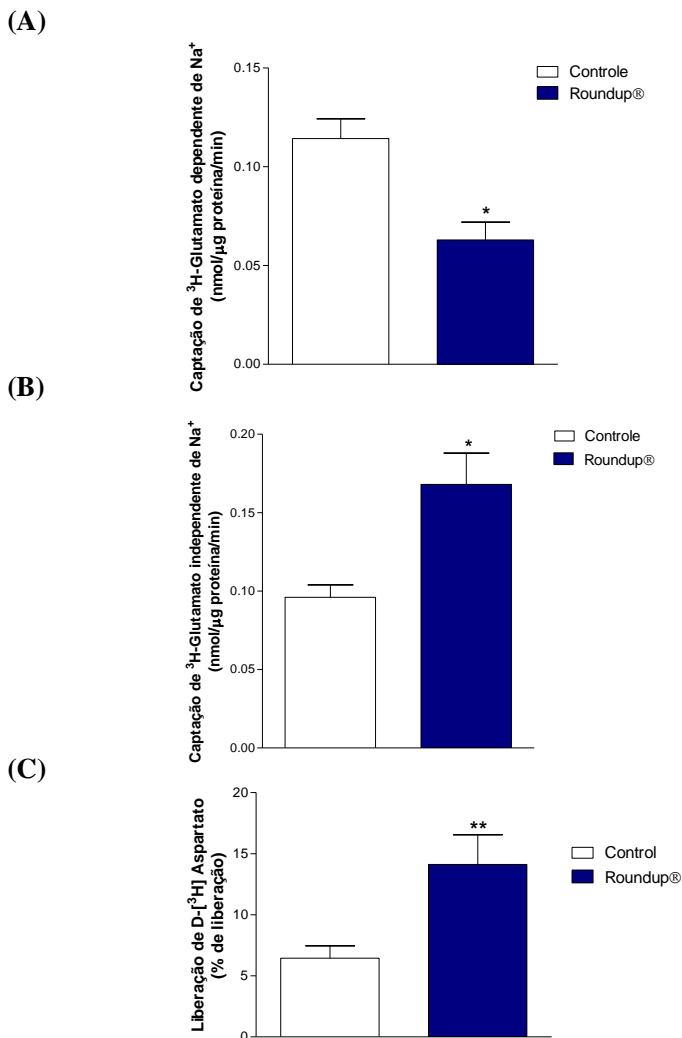 (A)
Captação de ³H-Glutamato dependente de Na⁺
(nmol/µg proteína/min)
0.15
0.10
0.05
0.00
*
Controle
Roundup®
(B)
Captação de ³H-Glutamato independente de Na⁺
(nmol/µg proteína/min)
0.20
0.15
0.10
0.05
0.00
*
Controle
Roundup®
(C)
Liberação de D-[³H] Aspartato
(% de liberação)
20
15
10
5
0
**
Control
Roundup®